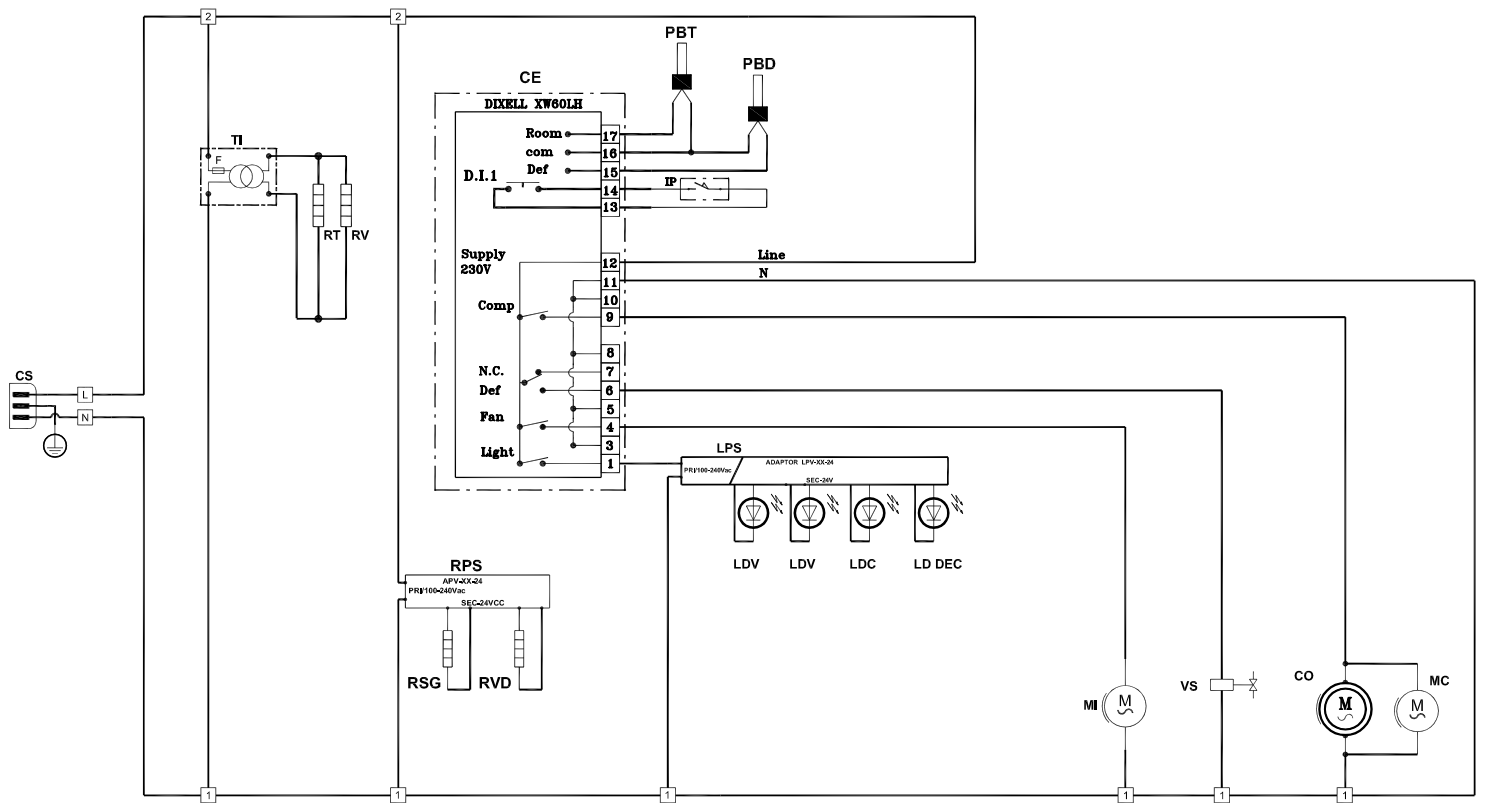 2
2
PBT
PBD
CE
DIXELL XW60LH
Room
17
com
16
Def
15
D.I.1
14
IP
13
TI
F
RT
RV
Supply
230V
12
Line
11
N
10
Comp
9
8
N.C.
7
Def
6
5
Fan
4
3
Light
1
CS
L
N
LPS
PRI/100-240Vac
ADAPTOR LPV-XX-24
SEC-24V
LDV
LDV
LDC
LD DEC
RPS
APV-XX-24
PRI/100-240Vac
SEC-24VCC
RSG
RVD
MI
M
VS
CO
M
MC
M
1
1
1
1
1
1